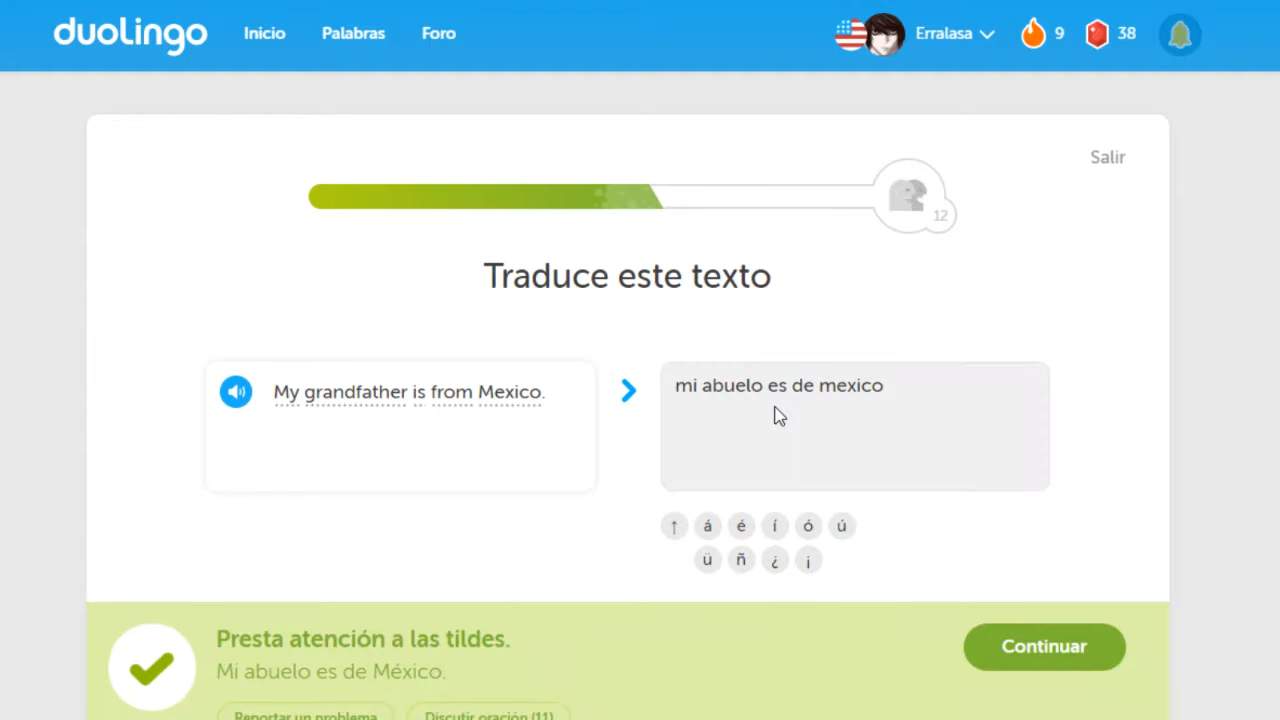 duolingo Inicio Palabras Foro Erralasa 9 38
Salir
12
Traduce este texto
My grandfather is from Mexico.
mi abuelo es de mexico
↑ á é í ó ú
ü ñ ¿ ¡
Presta atención a las tildes.
Mi abuelo es de México.
Continuar
Reportar un problema Discutir oración (11)